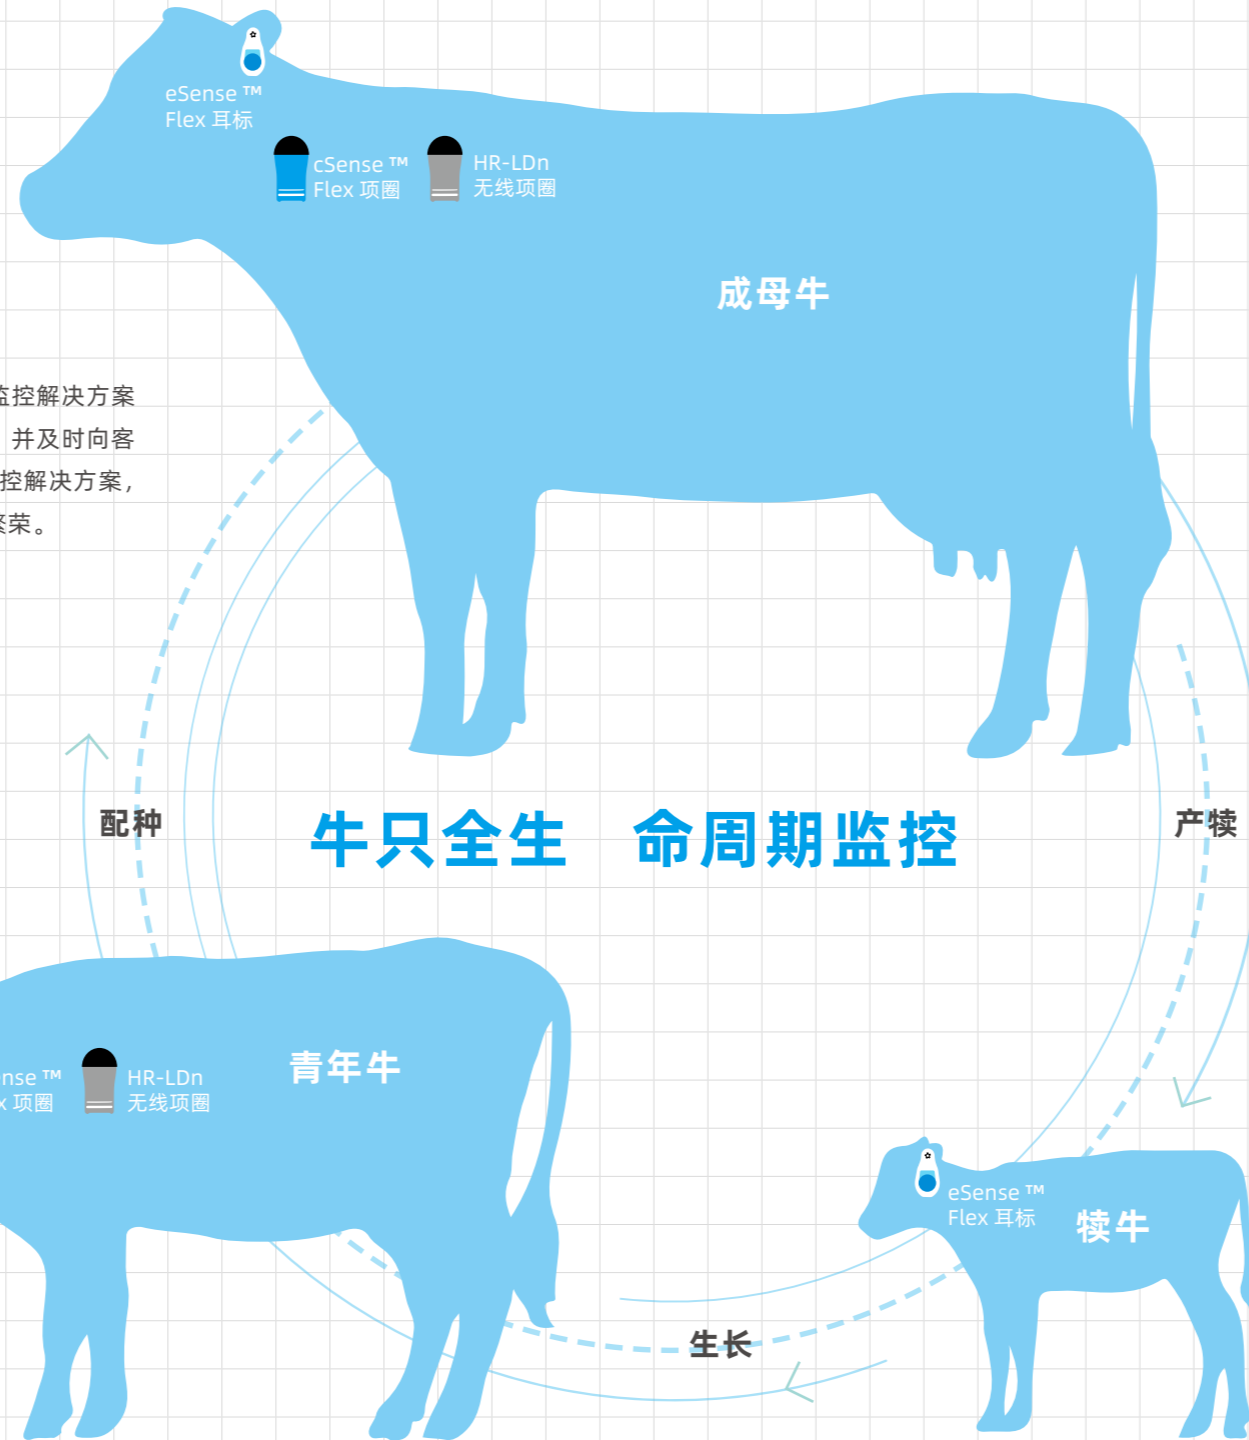 eSense ™
Flex 耳标
cSense ™
Flex 项圈
HR-LDn
无线项圈
成母牛
监控解决方案
并及时向客
控解决方案，
繁荣。
配种
牛只全生 命周期监控
产犊
青年牛
nse ™
x 项圈
HR-LDn
无线项圈
eSense ™
Flex 耳标
犊牛
生长